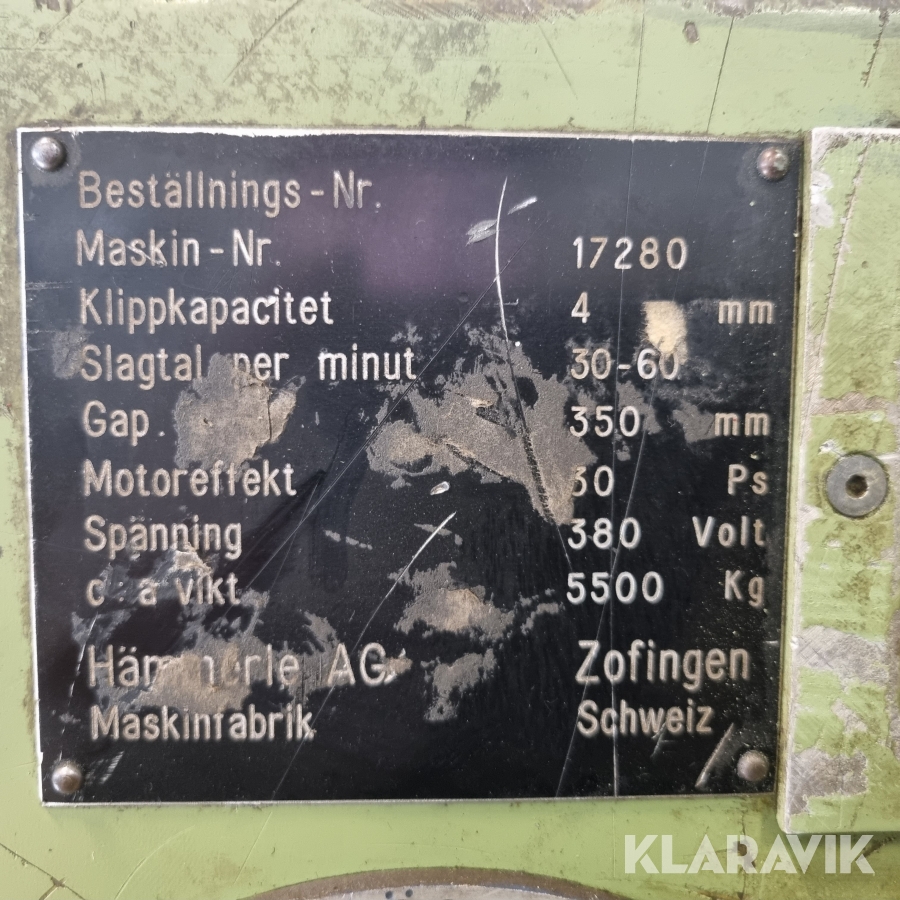 Beställnings-Nr.
Maskin-Nr. 17280
Klippkapacitet 4 mm
Slagtal per minut 30-60
Gap. 350 mm
Motoreffekt Ps
Spänning 380 Volt
c:a vikt 5500 Kg
Hämmerle AG. Zofingen
Maskinfabrik Schweiz
KLARAVIK